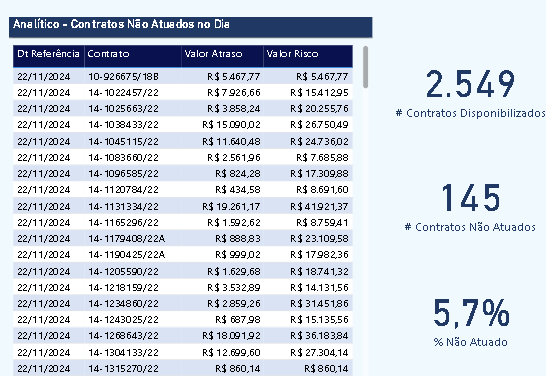 Analítico - Contratos Não Atuados no Dia
Dt Referência Contrato Valor Atraso Valor Risco
22/11/2024 10-926675/18B R$ 5.467,77 R$ 5.467,77
22/11/2024 14-1022457/22 R$ 7.926,66 R$ 15.412,95
22/11/2024 14-1025663/22 R$ 3.858,24 R$ 20.255,76
22/11/2024 14-1038433/22 R$ 15.090,02 R$ 26.750,49
22/11/2024 14-1045115/22 R$ 11.640,48 R$ 24.736,02
22/11/2024 14-1083660/22 R$ 2.561,96 R$ 7.685,88
22/11/2024 14-1096585/22 R$ 824,28 R$ 17.309,88
22/11/2024 14-1120784/22 R$ 434,58 R$ 8.691,60
22/11/2024 14-1131334/22 R$ 19.261,17 R$ 41.921,37
22/11/2024 14-1165296/22 R$ 1.592,62 R$ 8.759,41
22/11/2024 14-1179408/22A R$ 888,83 R$ 23.109,58
22/11/2024 14-1190425/22A R$ 999,02 R$ 17.982,36
22/11/2024 14-1205590/22 R$ 1.629,68 R$ 18.741,32
22/11/2024 14-1218159/22 R$ 3.532,89 R$ 14.131,56
22/11/2024 14-1234860/22 R$ 2.859,26 R$ 31.451,86
22/11/2024 14-1243025/22 R$ 687,98 R$ 15.135,56
22/11/2024 14-1268643/22 R$ 18.091,92 R$ 36.183,84
22/11/2024 14-1304133/22 R$ 12.699,60 R$ 27.304,14
22/11/2024 14-1315270/22 R$ 860,14 R$ 860,14
2.549
# Contratos Disponibilizados
145
# Contratos Não Atuados
5,7%
% Não Atuado